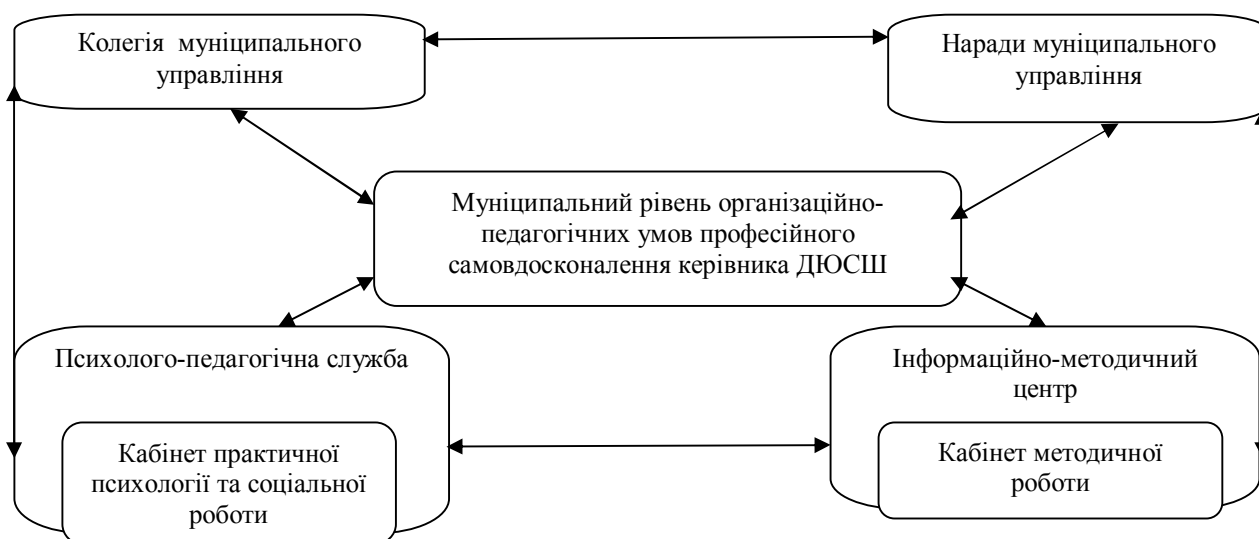 Колегія муніципального
управління
Наради муніципального
управління
Муніципальний рівень організаційно-
педагогічних умов професійного
самовдосконалення керівника ДЮСШ
Психолого-педагогічна служба
Інформаційно-методичний
центр
Кабінет практичної
психології та соціальної
роботи
Кабінет методичної
роботи